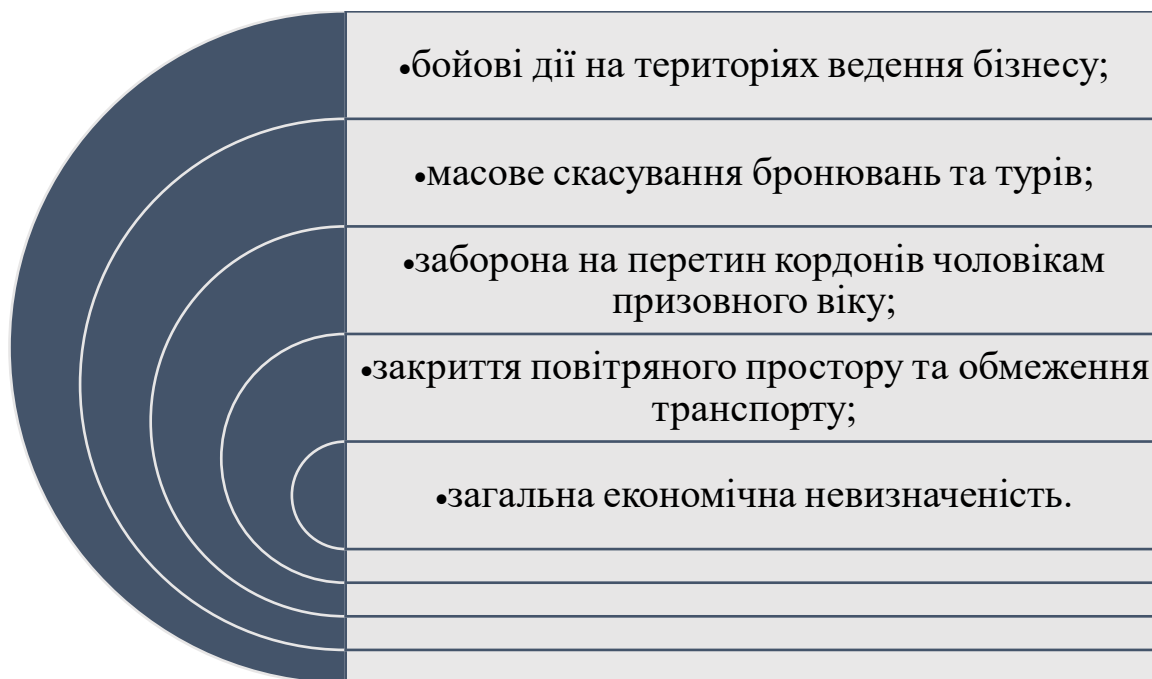 •бойові дії на територіях ведення бізнесу;
•масове скасування бронювань та турів;
•заборона на перетин кордонів чоловікам
призовного віку;
•закриття повітряного простору та обмеження
транспорту;
•загальна економічна невизначеність.